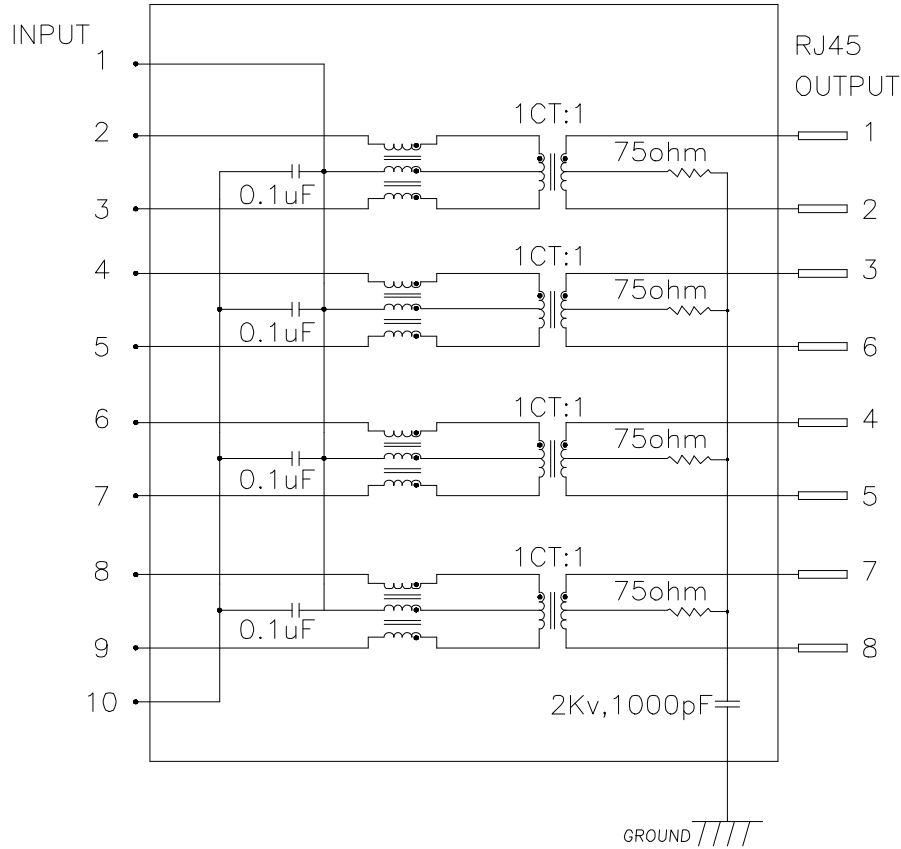 INPUT
RJ45
OUTPUT
1
2
1CT:1
75ohm
1
0.1uF
3
2
4
1CT:1
75ohm
3
0.1uF
5
6
6
1CT:1
75ohm
4
0.1uF
7
5
8
1CT:1
75ohm
7
0.1uF
9
8
10
2Kv,1000pF
GROUND